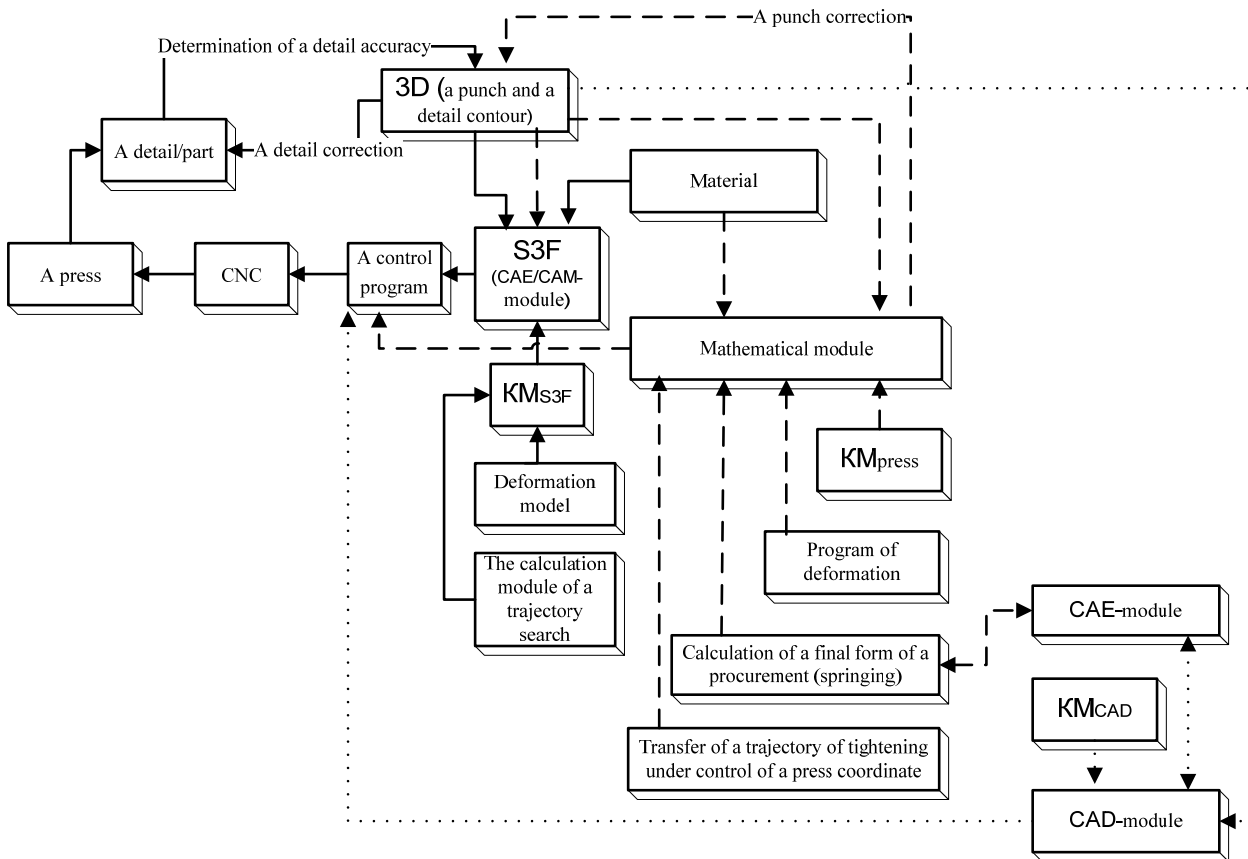 A punch correction
Determination of a detail accuracy
3D (a punch and a
detail contour)
A detail/part
A detail correction
Material
S3F
(CAE/CAM-
module)
A press
CNC
A control
program
Mathematical module
КМS3F
КМpress
Deformation
model
The calculation
module of a
trajectory
search
Program of
deformation
CAE-module
Calculation of a final form of a
procurement (springing)
КМCAD
Transfer of a trajectory of tightening
under control of a press coordinate
CAD-module